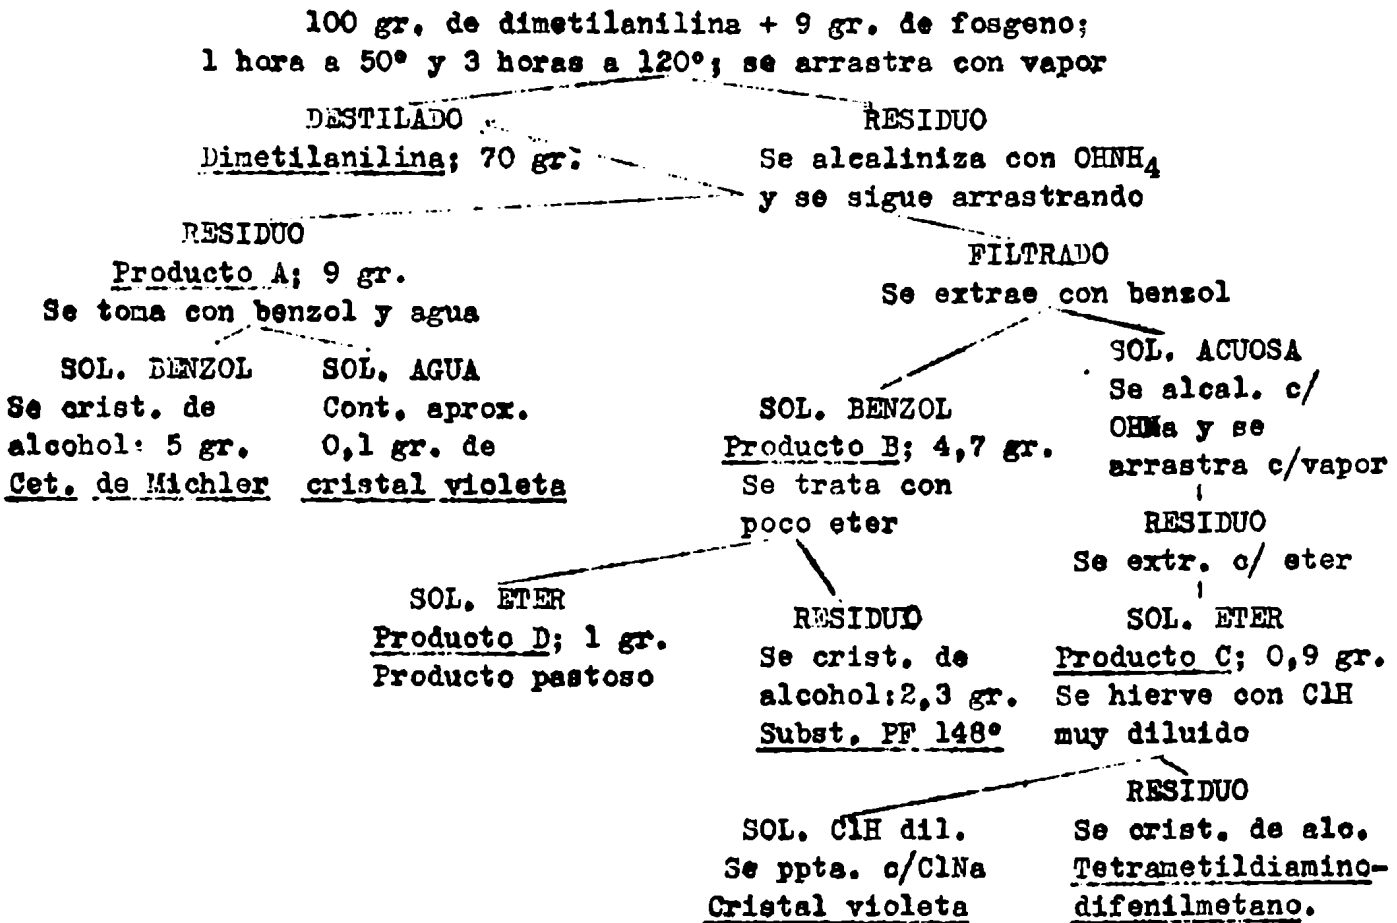 100 gr. de dimetilanilina + 9 gr. de fosgeno;
1 hora a 50° y 3 horas a 120°; se arrastra con vapor
DESTILADO
Dimetilanilina; 70 gr.
RESIDUO
Se alcaliniza con OHNH4
y se sigue arrastrando
RESIDUO
Producto A; 9 gr.
Se toma con benzol y agua
FILTRADO
Se extrae con benzol
SOL. BENZOL
Se crist. de
alcohol: 5 gr.
Cet. de Michler
SOL. AGUA
Cont. aprox.
0,1 gr. de
cristal violeta
SOL. BENZOL
Producto B; 4,7 gr.
Se trata con
poco eter
SOL. ACUOSA
Se alcal. c/
OHNa y se
arrastra c/vapor
RESIDUO
Se extr. c/ eter
SOL. ETER
Producto D; 1 gr.
Producto pastoso
RESIDUO
Se crist. de
alcohol:2,3 gr.
Subst. PF 148°
SOL. ETER
Producto C; 0,9 gr.
Se hierve con ClH
muy diluido
SOL. ClH dil.
Se ppta. c/ClNa
Cristal violeta
RESIDUO
Se crist. de alc.
Tetrametildiamino-
difenilmetano.